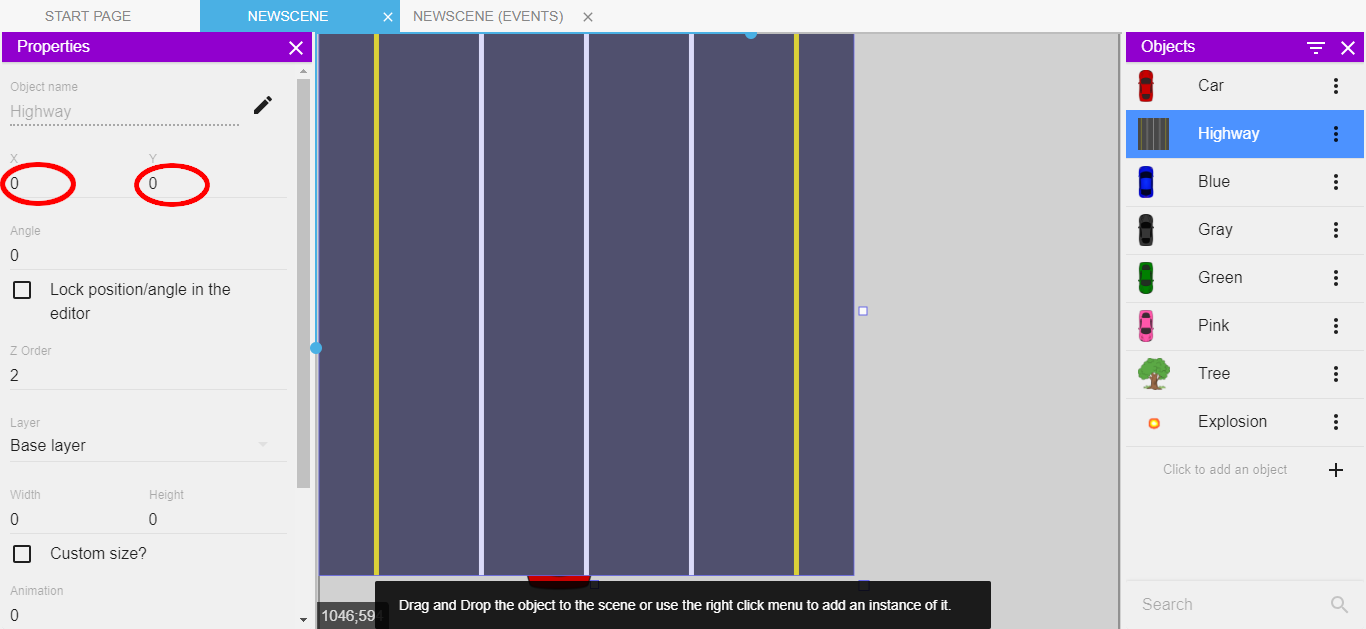 START PAGE
NEWSCENE
NEWSCENE (EVENTS)
Properties
Object name
Highway
X
Y
0
0
Angle
0
Lock position/angle in the
editor
Z Order
2
Layer
Base layer
Width
Height
0
0
Custom size?
Animation
0
1046;594
Drag and Drop the object to the scene or use the right click menu to add an instance of it.
Objects
Car
Highway
Blue
Gray
Green
Pink
Tree
Explosion
Click to add an object
Search